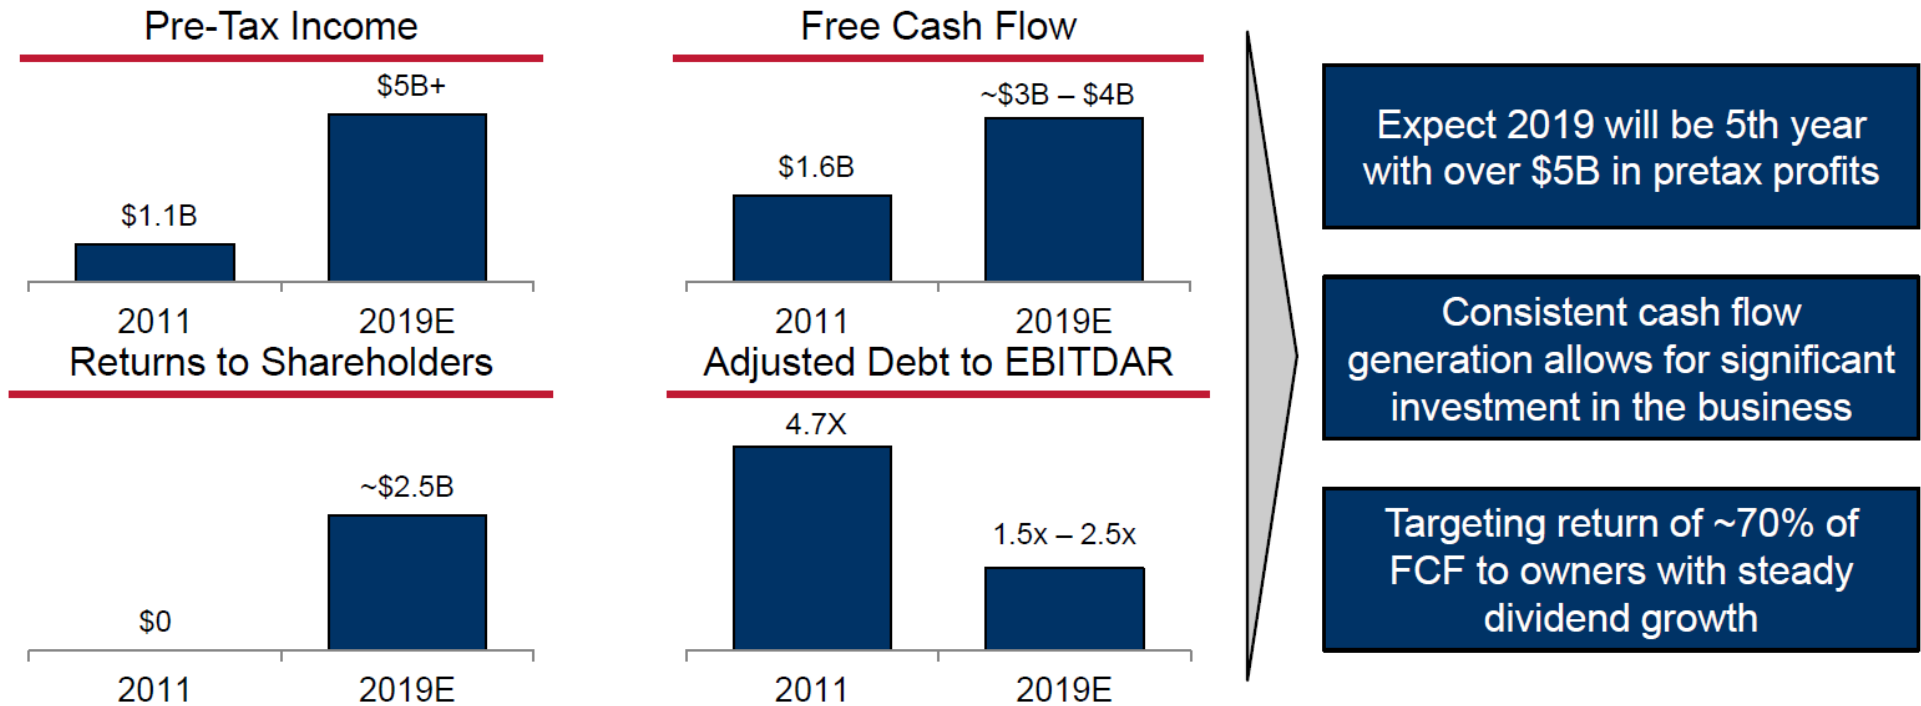 Pre-Tax Income
$5B+
$1.1B
2011
2019E
Free Cash Flow
~$3B – $4B
$1.6B
2011
2019E
Returns to Shareholders
~$2.5B
$0
2011
2019E
Adjusted Debt to EBITDAR
4.7X
1.5x – 2.5x
2011
2019E
Expect 2019 will be 5th year
with over $5B in pretax profits
Consistent cash flow
generation allows for significant
investment in the business
Targeting return of ~70% of
FCF to owners with steady
dividend growth